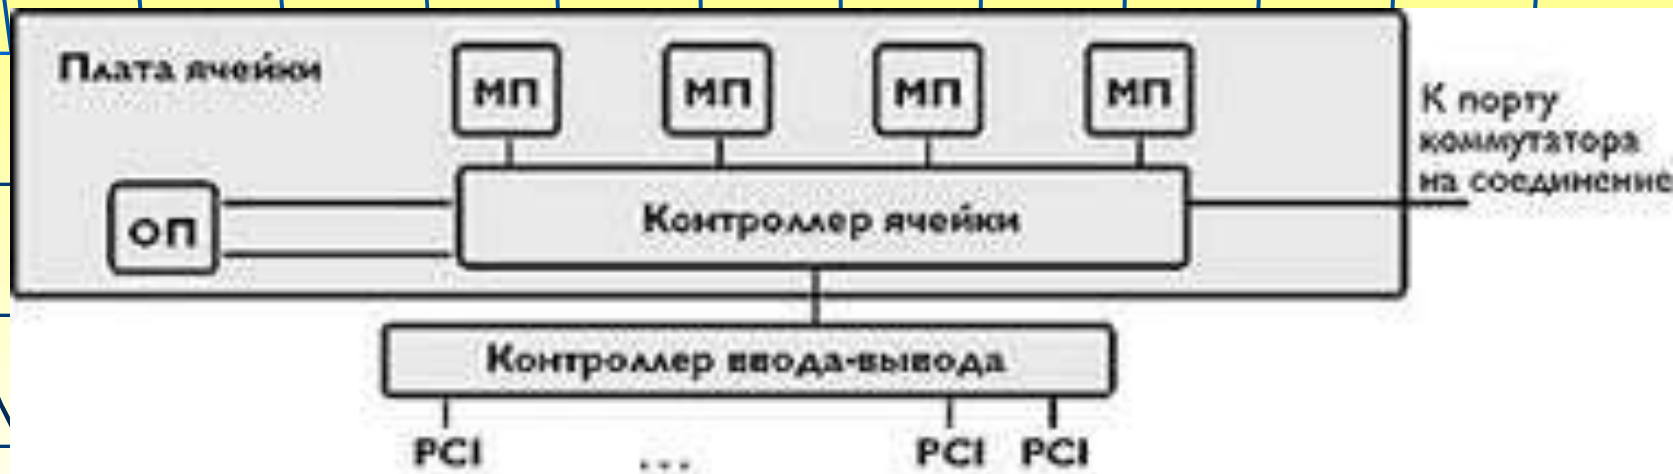 Плата ячейки
МП МП МП МП
К порту
коммутатора
на соединение
ОП
Контроллер ячейки
Контроллер ввода-вывода
PCI ... PCI PCI